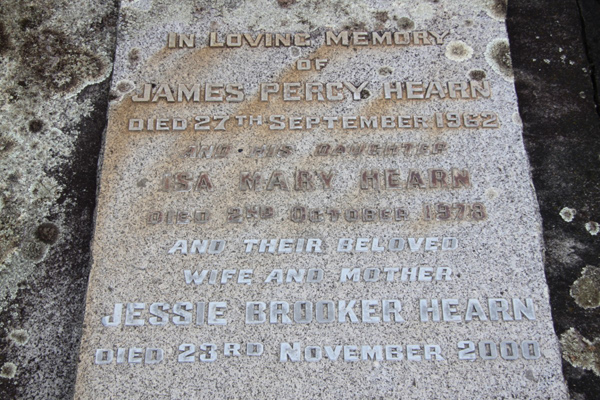 IN LOVING MEMORY
OF
JAMES PERCY HEARN
DIED 27TH SEPTEMBER 1962
AND HIS DAUGHTER
ISA MARY HEARN
DIED 2ND OCTOBER 1973
AND THEIR BELOVED
WIFE AND MOTHER
JESSIE BROOKER HEARN
DIED 23RD NOVEMBER 2000